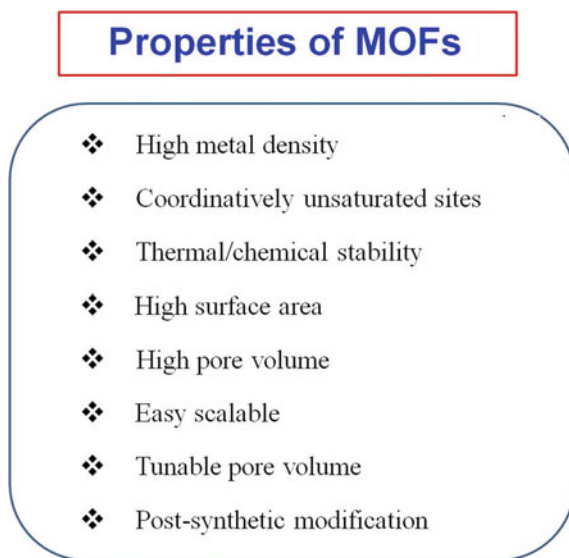 Properties of MOFs
❖ High metal density
❖ Coordinatively unsaturated sites
❖ Thermal/chemical stability
❖ High surface area
❖ High pore volume
❖ Easy scalable
❖ Tunable pore volume
❖ Post-synthetic modification